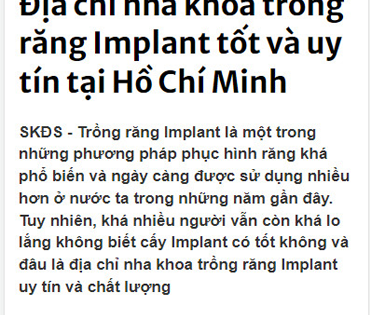 Địa chỉ nha khoa trồng
răng Implant tốt và uy
tín tại Hồ Chí Minh
SKĐS - Trồng răng Implant là một trong
những phương pháp phục hình răng khá
phổ biến và ngày càng được sử dụng nhiều
hơn ở nước ta trong những năm gần đây.
Tuy nhiên, khá nhiều người vẫn còn khá lo
lắng không biết cấy Implant có tốt không và
đâu là địa chỉ nha khoa trồng răng Implant
uy tín và chất lượng